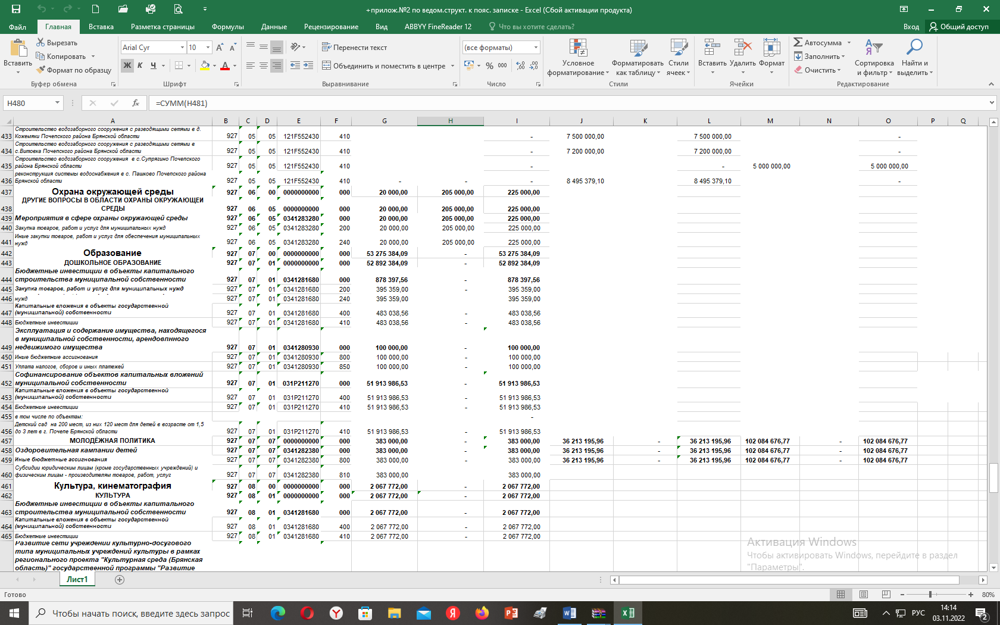 +прилож.№2 по ведом.структ. к пояс. записке - Excel (Сбой активации продукта)
Файл Главная Вставка Разметка страницы Формулы Данные Рецензирование Вид ABBYY FineReader 12 Что вы хотите сделать? Вход Общий доступ
Вставить
Вырезать
Копировать
Формат по образцу
Буфер обмена
Arial Cyr 10
Ж К Ч
Шрифт
Перенести текст
Объединить и поместить в центре
Выравнивание
(все форматы)
% 000
Число
Условное форматирование
Форматировать как таблицу
Стили ячеек
Стили
Вставить Удалить Формат
Ячейки
Автосумма
Заполнить
Очистить
Сортировка и фильтр
Найти и выделить
Редактирование
H480 fx =СУММ(H481)
A B C D E F G H I J K L M N O P Q
Строительство водозаборного сооружения с разводящими сетями в д.
433 Кожемяки Почепского района Брянской области 927 05 05 121F552430 410 - 7 500 000,00 7 500 000,00 -
Строительство водозаборного сооружения с разводящими сетями в
434 с.Витовка Почепского района Брянской области 927 05 05 121F552430 410 - 7 200 000,00 7 200 000,00 -
Строительство водозаборного сооружения в с.Супрягино Почепского
435 района Брянской области 927 05 05 121F552430 410 - - 5 000 000,00 5 000 000,00
реконструкция системы водоснабжения в с. Пашково Почепского района
436 Брянской области 927 05 05 121F552430 410 - - - 8 495 379,10 8 495 379,10 -
437 Охрана окружающей среды 927 06 00 0000000000 000 20 000,00 205 000,00 225 000,00
ДРУГИЕ ВОПРОСЫ В ОБЛАСТИ ОХРАНЫ ОКРУЖАЮЩЕЙ
438 СРЕДЫ 927 06 05 0000000000 000 20 000,00 205 000,00 225 000,00
439 Мероприятия в сфере охраны окружающей среды 927 06 05 0341283280 000 20 000,00 205 000,00 225 000,00
440 Закупка товаров, работ и услуг для муниципальных нужд 927 06 05 0341283280 200 20 000,00 205 000,00 225 000,00
Иные закупки товаров, работ и услуг для обеспечения муниципальных
441 нужд 927 06 05 0341283280 240 20 000,00 205 000,00 225 000,00
442 Образование 927 07 00 0000000000 000 53 275 384,09 - 53 275 384,09
443 ДОШКОЛЬНОЕ ОБРАЗОВАНИЕ 927 07 01 0000000000 000 52 892 384,09 - 52 892 384,09
Бюджетные инвестиции в объекты капитального
444 строительства муниципальной собственности 927 07 01 0341281680 000 878 397,56 - 878 397,56
445 Закупка товаров, работ и услуг для муниципальных нужд 927 07 01 0341281680 200 395 359,00 - 395 359,00
446 нужд 927 07 01 0341281680 240 395 359,00 - 395 359,00
Капитальные вложения в объекты государственной
447 (муниципальной) собственности 927 07 01 0341281680 400 483 038,56 - 483 038,56
448 Бюджетные инвестиции 927 07 01 0341281680 410 483 038,56 - 483 038,56
Эксплуатация и содержание имущества, находящегося
в муниципальной собственности, арендовпнного
449 недвижимого имущества 927 07 01 0341280930 000 100 000,00 - 100 000,00
450 Иные бюджетные ассигнования 927 07 01 0341280930 800 100 000,00 - 100 000,00
451 Уплата налогов, сборов и иных платежей 927 07 01 0341280930 850 100 000,00 - 100 000,00
Софинансирование объектов капитальных вложений
452 муниципальной собственности 927 07 01 031P211270 000 51 913 986,53 - 51 913 986,53
Капитальные вложения в объекты государственной
453 (муниципальной) собственности 927 07 01 031P211270 400 51 913 986,53 - 51 913 986,53
454 Бюджетные инвестиции 927 07 01 031P211270 410 51 913 986,53 - 51 913 986,53
455 в том числе по объектам: -
Детский сад на 200 мест, из них 120 мест для детей в возрасте от 1,5
456 до 3 лет в г. Почепе Брянской области 927 07 01 031P211270 410 51 913 986,53 - 51 913 986,53
457 МОЛОДЁЖНАЯ ПОЛИТИКА 927 07 07 0000000000 000 383 000,00 - 383 000,00 36 213 195,96 - 36 213 195,96 102 084 676,77 - 102 084 676,77
458 Оздоровительная кампании детей 927 07 07 0341282380 000 383 000,00 - 383 000,00 36 213 195,96 - 36 213 195,96 102 084 676,77 - 102 084 676,77
459 Иные бюджетные ассигнования 927 07 07 0341282380 800 383 000,00 - 383 000,00 36 213 195,96 - 36 213 195,96 102 084 676,77 - 102 084 676,77
Субсидии юридическим лицам (кроме государственных учреждений) и
460 физическим лицам - производителям товаров, работ, услуг 927 07 07 0341282380 810 383 000,00 383 000,00
461 Культура, кинематография 927 08 00 0000000000 000 2 067 772,00 - 2 067 772,00
462 КУЛЬТУРА 927 08 01 0000000000 000 2 067 772,00 - 2 067 772,00
Бюджетные инвестиции в объекты капитального
463 строительства муниципальной собственности 927 08 01 0341281680 000 2 067 772,00 - 2 067 772,00
Капитальные вложения в объекты государственной
464 (муниципальной) собственности 927 08 01 0341281680 400 2 067 772,00 - 2 067 772,00
465 Бюджетные инвестиции 927 08 01 0341281680 410 2 067 772,00 - 2 067 772,00
Развитие сети учреждений культурно-досугового
типа муниципальных учреждений культуры в рамках
регионального проекта "Культурная среда (Брянская
область)" государственной программы "Развитие
Активация Windows
Чтобы активировать Windows, перейдите в раздел
"Параметры".
Лист1
Готово 80%
Чтобы начать поиск, введите здесь запрос
РУС 14:14
03.11.2022
2